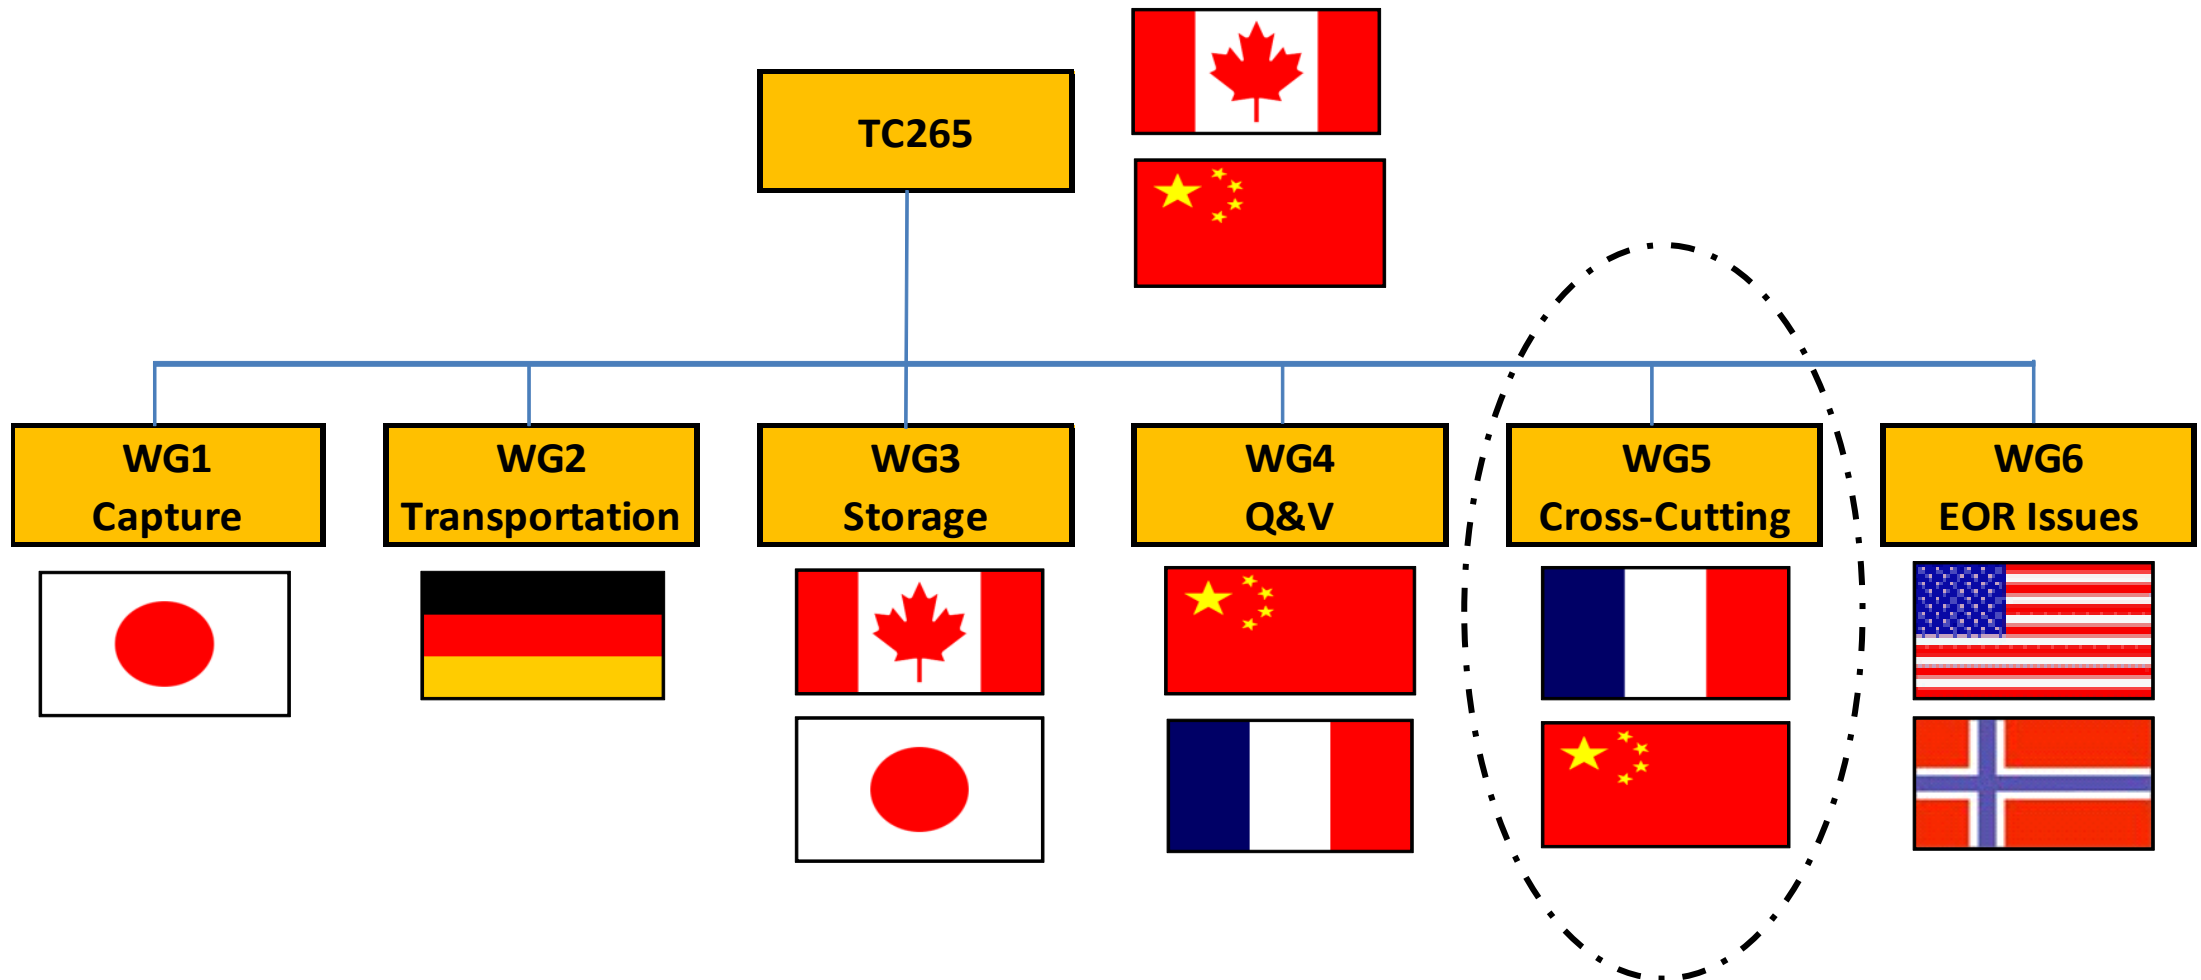 TC265
WG1
Capture
WG2
Transportation
WG3
Storage
WG4
Q&V
WG5
Cross-Cutting
WG6
EOR Issues